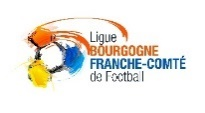 Ligue
BOURGOGNE
FRANCHE-COMTÉ
de Football